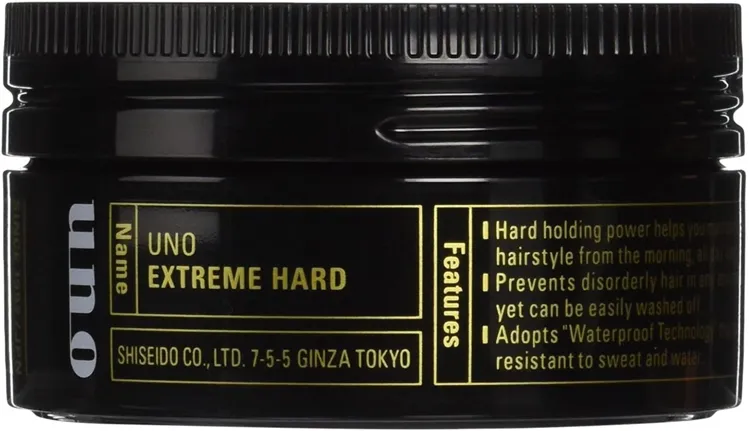 uno
Name
UNO
EXTREME HARD
SHISEIDO CO., LTD. 7-5-5 GINZA TOKYO
Features
Hard holding power helps you
hairstyle from the morning,
Prevents disorderly hair
yet can be easily washed off.
Adopts "Waterproof Technology"
resistant to sweat and water.